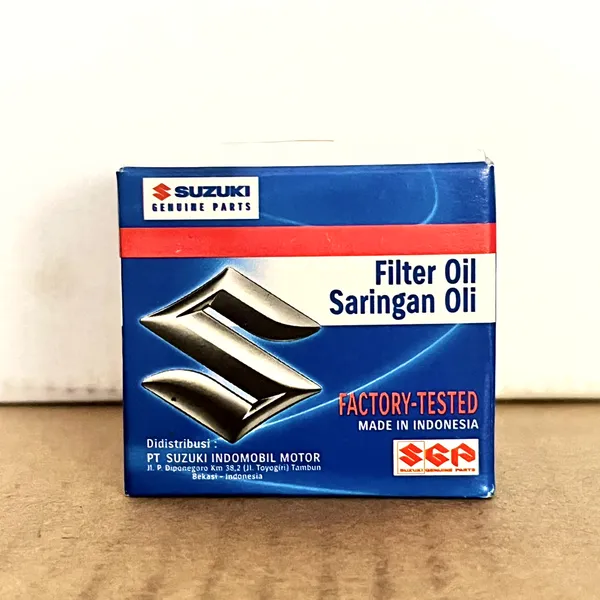 SUZUKI
GENUINE PARTS
Filter Oil
Saringan Oli
FACTORY-TESTED
MADE IN INDONESIA
Didistribusi :
PT SUZUKI INDOMOBIL MOTOR
Jl. P. Diponegoro Km 38,2 (Jl. Toyogiri) Tambun
Bekasi - Indonesia
SGP
SUZUKI GENUINE PARTS